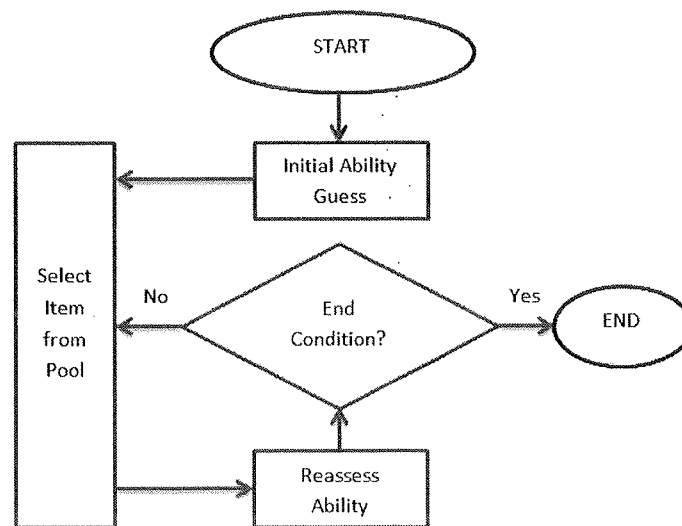 START
Initial Ability
Guess
Select
Item
from
Pool
No
End
Condition?
Yes
END
Reassess
Ability